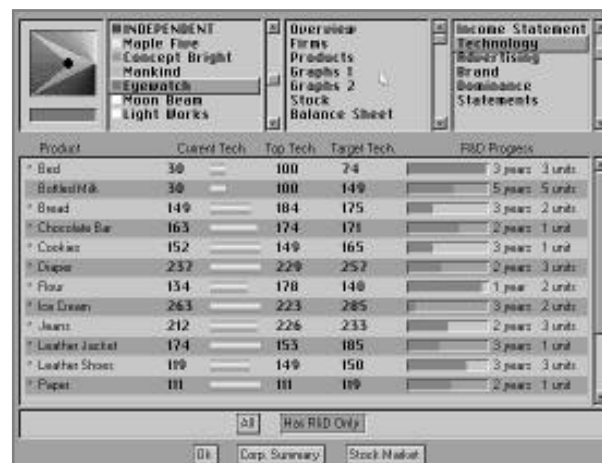 INDEPENDENT
Maple Five
Concept Bright
Mankind
Eyewatch
Moon Beam
Light Works
Overview
Firms
Products
Graphs 1
Graphs 2
Stock
Balance Sheet
Income Statement
Technology
Advertising
Brand
Dominance
Statements
Product Current Tech. Top Tech. Target Tech. R&D Progress
* Bed 30 100 74 3 years 3 units
Bottled Milk 30 100 149 5 years 5 units
* Bread 149 184 175 3 years 2 units
* Chocolate Bar 163 174 171 2 years 1 unit
* Cookies 152 149 165 3 years 1 unit
* Diaper 237 229 257 2 years 3 units
* Flour 134 178 140 1 year 2 units
* Ice Cream 263 223 285 3 years 2 units
* Jeans 212 226 233 2 years 3 units
* Leather Jacket 174 153 185 3 years 1 unit
* Leather Shoes 119 149 150 3 years 2 units
* Paper 111 111 119 2 years 1 unit
All Has R&D Only
Ok Corp. Summary Stock Market